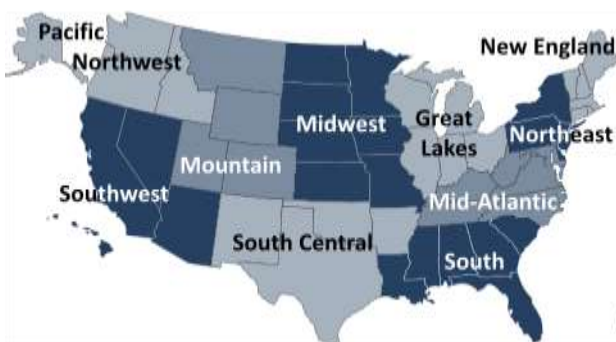 Pacific
Northwest
New England
Midwest
Great
Lakes
Northeast
Mountain
Southwest
Mid-Atlantic
South Central
South